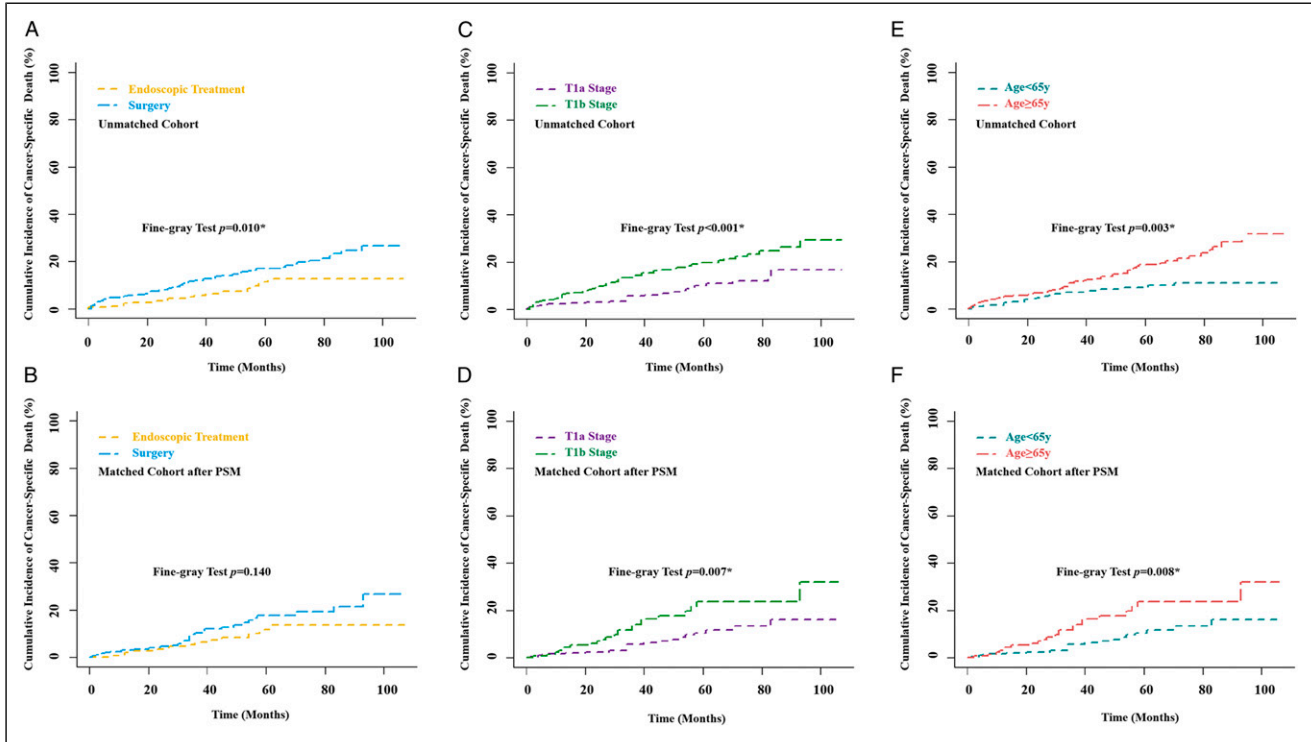 A
Cumulative Incidence of Cancer-Specific Death (%)
100
80
60
40
20
0
Endoscopic Treatment
Surgery
Unmatched Cohort
Fine-gray Test p=0.010*
0 20 40 60 80 100
Time (Months)
C
Cumulative Incidence of Cancer-Specific Death (%)
100
80
60
40
20
0
T1a Stage
T1b Stage
Unmatched Cohort
Fine-gray Test p<0.001*
0 20 40 60 80 100
Time (Months)
E
Cumulative Incidence of Cancer-Specific Death (%)
100
80
60
40
20
0
Age<65y
Age≥65y
Unmatched Cohort
Fine-gray Test p=0.003*
0 20 40 60 80 100
Time (Months)
B
Cumulative Incidence of Cancer-Specific Death (%)
100
80
60
40
20
0
Endoscopic Treatment
Surgery
Matched Cohort after PSM
Fine-gray Test p=0.140
0 20 40 60 80 100
Time (Months)
D
Cumulative Incidence of Cancer-Specific Death (%)
100
80
60
40
20
0
T1a Stage
T1b Stage
Matched Cohort after PSM
Fine-gray Test p=0.007*
0 20 40 60 80 100
Time (Months)
F
Cumulative Incidence of Cancer-Specific Death (%)
100
80
60
40
20
0
Age<65y
Age≥65y
Matched Cohort after PSM
Fine-gray Test p=0.008*
0 20 40 60 80 100
Time (Months)